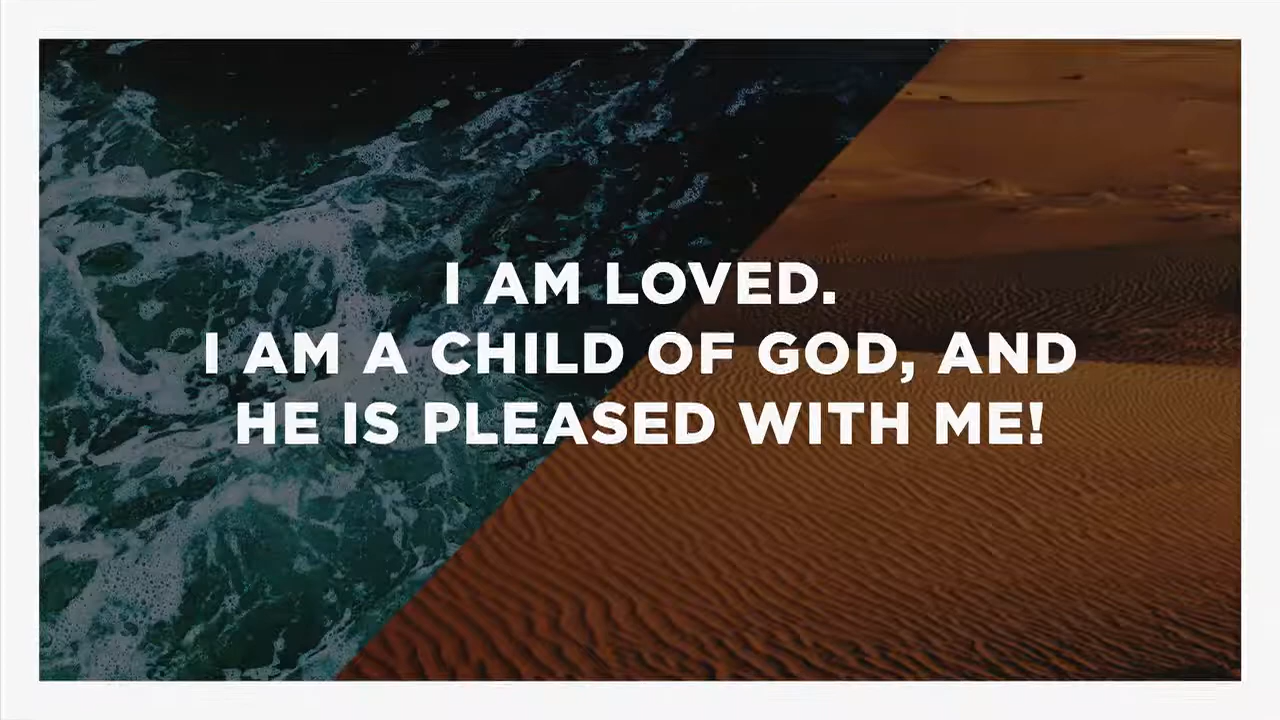 I AM LOVED.
I AM A CHILD OF GOD, AND
HE IS PLEASED WITH ME!